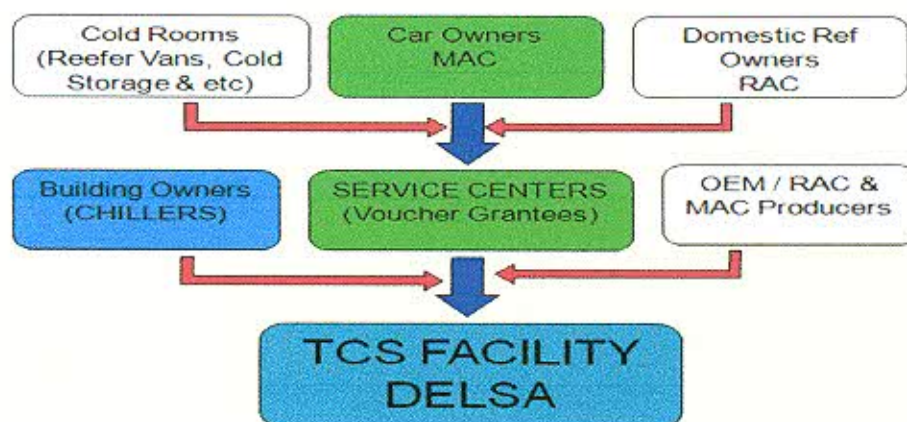 Cold Rooms
(Reefer Vans, Cold
Storage & etc)
Car Owners
MAC
Domestic Ref
Owners
RAC
Building Owners
(CHILLERS)
SERVICE CENTERS
(Voucher Grantees)
OEM / RAC &
MAC Producers
TCS FACILITY
DELSA